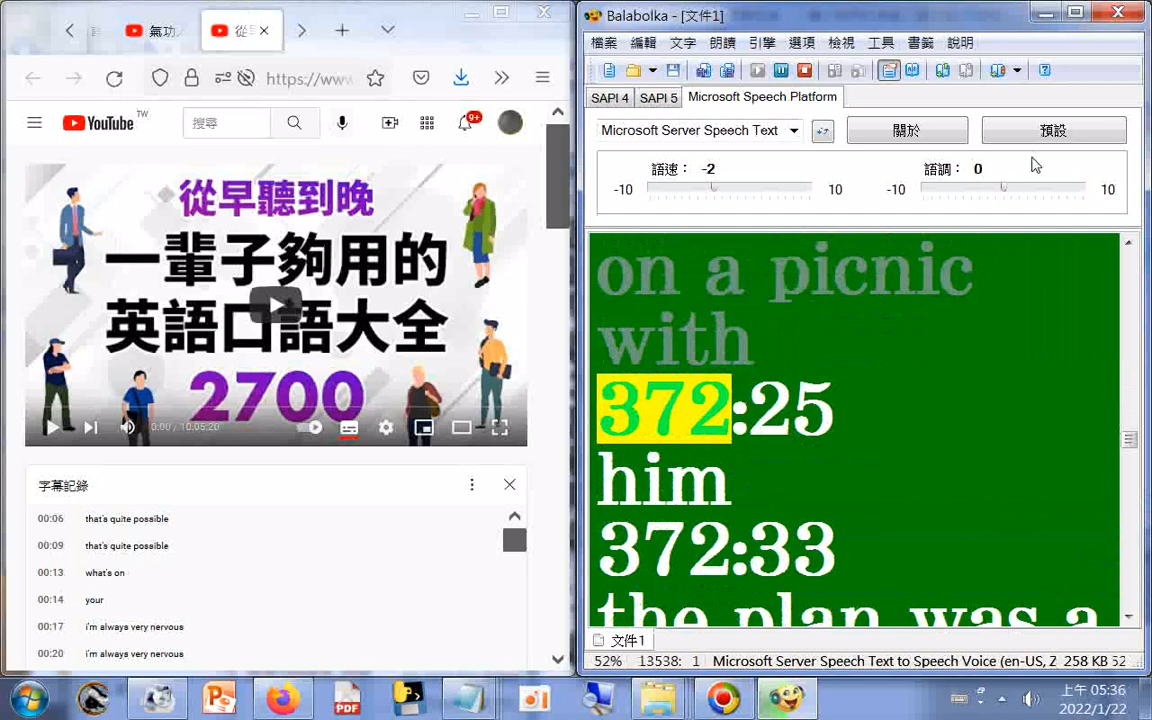 氣功
從
https://www
YouTube TW
搜尋
9+
從早聽到晚
一輩子夠用的
英語口語大全
2700
0:00 / 10:05:20
字幕記錄
00:06 that's quite possible
00:09 that's quite possible
00:13 what's on
00:14 your
00:17 i'm always very nervous
00:20 i'm always very nervous
Balabolka - [文件1]
檔案 編輯 文字 朗讀 引擎 選項 檢視 工具 書籤 說明
SAPI 4 SAPI 5 Microsoft Speech Platform
Microsoft Server Speech Text 關於 預設
語速： -2 語調： 0
-10 10 -10 10
on a picnic
with
372:25
him
372:33
the plan was a
文件1
52% 13538: 1 Microsoft Server Speech Text to Speech Voice (en-US, Z 258 KB 52
PDF
上午 05:36
2022/1/22